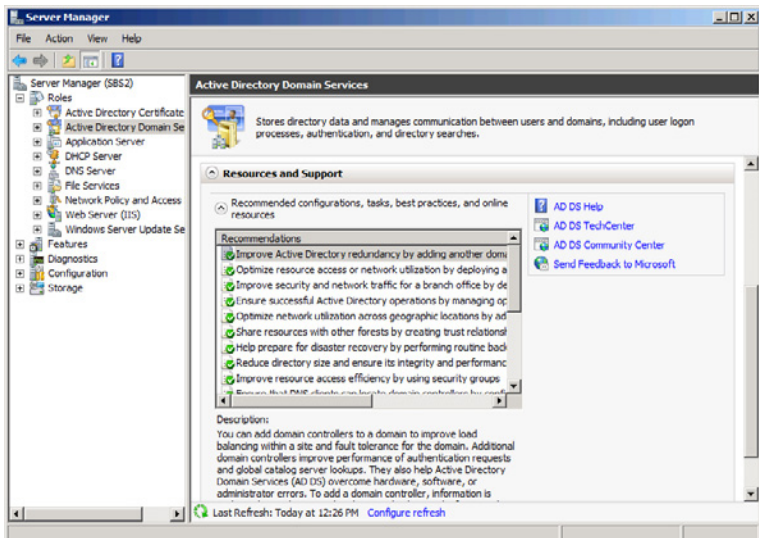 Server Manager
File Action View Help
Server Manager (SBS2)
Roles
Active Directory Certificate
Active Directory Domain Se
Application Server
DHCP Server
DNS Server
File Services
Network Policy and Access
Web Server (IIS)
Windows Server Update Se
Features
Diagnostics
Configuration
Storage
Active Directory Domain Services
Stores directory data and manages communication between users and domains, including user logon
processes, authentication, and directory searches.
Resources and Support
Recommended configurations, tasks, best practices, and online
resources
Recommendations
Improve Active Directory redundancy by adding another doma
Optimize resource access or network utilization by deploying a
Improve security and network traffic for a branch office by de
Ensure successful Active Directory operations by managing op
Optimize network utilization across geographic locations by ad
Share resources with other forests by creating trust relationsh
Help prepare for disaster recovery by performing routine back
Reduce directory size and ensure its integrity and performanc
Improve resource access efficiency by using security groups
Ensure that DNS clients can locate domain controllers by confi
Description:
You can add domain controllers to a domain to improve load
balancing within a site and fault tolerance for the domain. Additional
domain controllers improve performance of authentication requests
and global catalog server lookups. They also help Active Directory
Domain Services (AD DS) overcome hardware, software, or
administrator errors. To add a domain controller, information is
AD DS Help
AD DS TechCenter
AD DS Community Center
Send Feedback to Microsoft
Last Refresh: Today at 12:26 PM Configure refresh